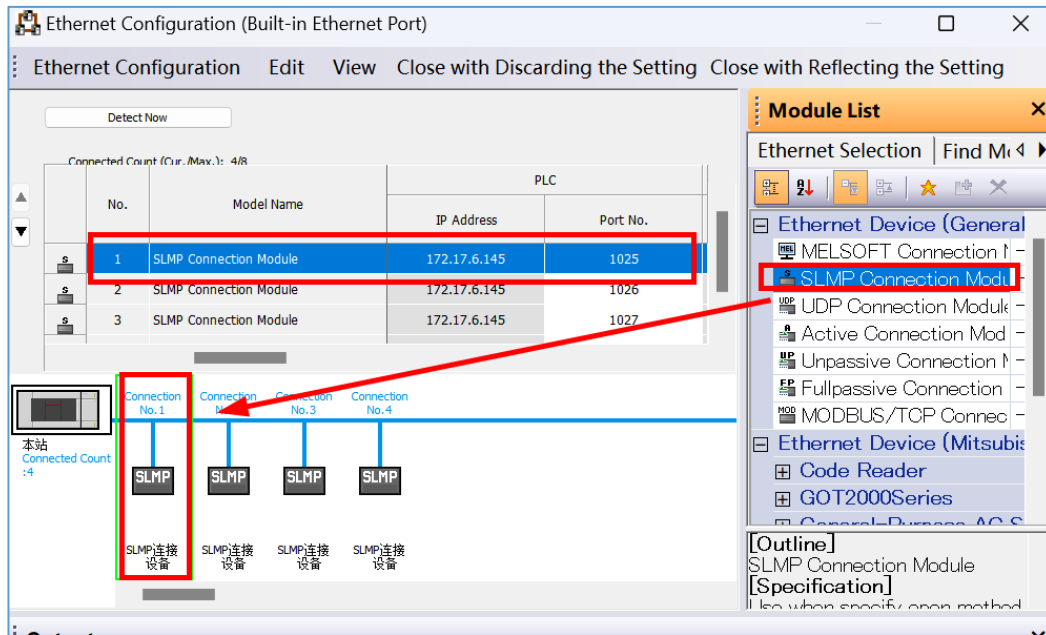 Ethernet Configuration (Built-in Ethernet Port)
Ethernet Configuration Edit View Close with Discarding the Setting Close with Reflecting the Setting
Detect Now
Connected Count (Cur./Max.): 4/8
No. Model Name PLC
IP Address Port No.
1 SLMP Connection Module 172.17.6.145 1025
2 SLMP Connection Module 172.17.6.145 1026
3 SLMP Connection Module 172.17.6.145 1027
Connection No.1
Connection
Connection No.3
Connection No.4
本站
Connected Count
:4
SLMP SLMP SLMP SLMP
SLMP连接设备 SLMP连接设备 SLMP连接设备 SLMP连接设备
Module List
Ethernet Selection Find
Ethernet Device (General
MELSOFT Connection
SLMP Connection
UDP Connection Module
Active Connection Mod
Unpassive Connection
Fullpassive Connection
MODBUS/TCP Connec
Ethernet Device (Mitsubis
Code Reader
GOT2000Series
[Outline]
SLMP Connection Module
[Specification]